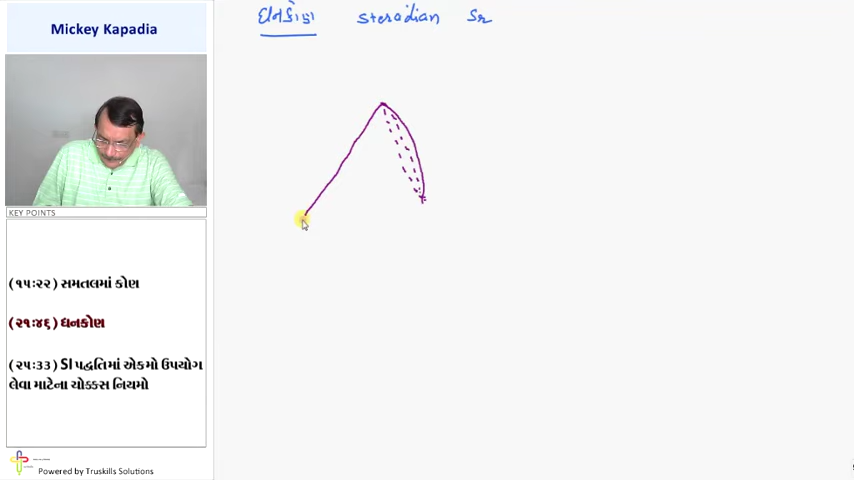 Mickey Kapadia
ઘનકોણ steradian Sr
KEY POINTS
(૧૫:૨૨) સમતલમાં કોણ
(૨૧:૪૬) ઘનકોણ
(૨૫:૩૩) SI પદ્ધતિમાં એકમો ઉપયોગ
લેવા માટેના ચોક્કસ નિયમો
Powered by Truskills Solutions